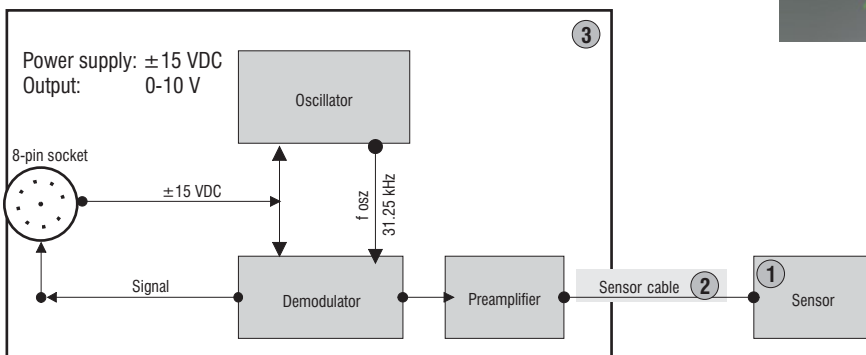 3
Power supply: ±15 VDC
Output: 0-10 V
Oscillator
8-pin socket
±15 VDC
f osz
31.25 kHz
Signal
Demodulator
Preamplifier
Sensor cable 2
1
Sensor